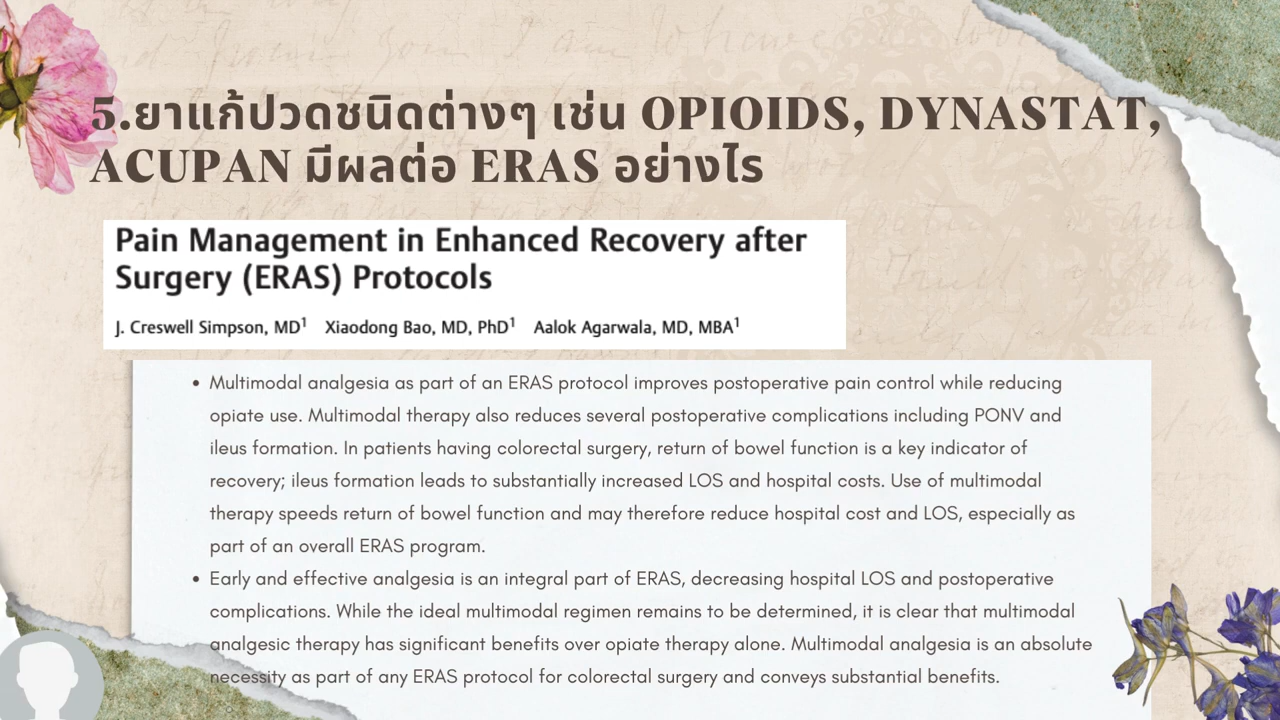 5.ยาแก้ปวดชนิดต่างๆ เช่น OPIOIDS, DYNASTAT,
ACUPAN มีผลต่อ ERAS อย่างไร
Pain Management in Enhanced Recovery after
Surgery (ERAS) Protocols
J. Creswell Simpson, MD¹ Xiaodong Bao, MD, PhD¹ Aalok Agarwala, MD, MBA¹
• Multimodal analgesia as part of an ERAS protocol improves postoperative pain control while reducing
opiate use. Multimodal therapy also reduces several postoperative complications including PONV and
ileus formation. In patients having colorectal surgery, return of bowel function is a key indicator of
recovery; ileus formation leads to substantially increased LOS and hospital costs. Use of multimodal
therapy speeds return of bowel function and may therefore reduce hospital cost and LOS, especially as
part of an overall ERAS program.
• Early and effective analgesia is an integral part of ERAS, decreasing hospital LOS and postoperative
complications. While the ideal multimodal regimen remains to be determined, it is clear that multimodal
analgesic therapy has significant benefits over opiate therapy alone. Multimodal analgesia is an absolute
necessity as part of any ERAS protocol for colorectal surgery and conveys substantial benefits.